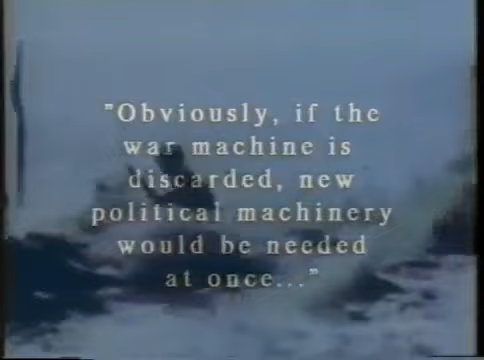 "Obviously, if the
war machine is
discarded, new
political machinery
would be needed
at once..."